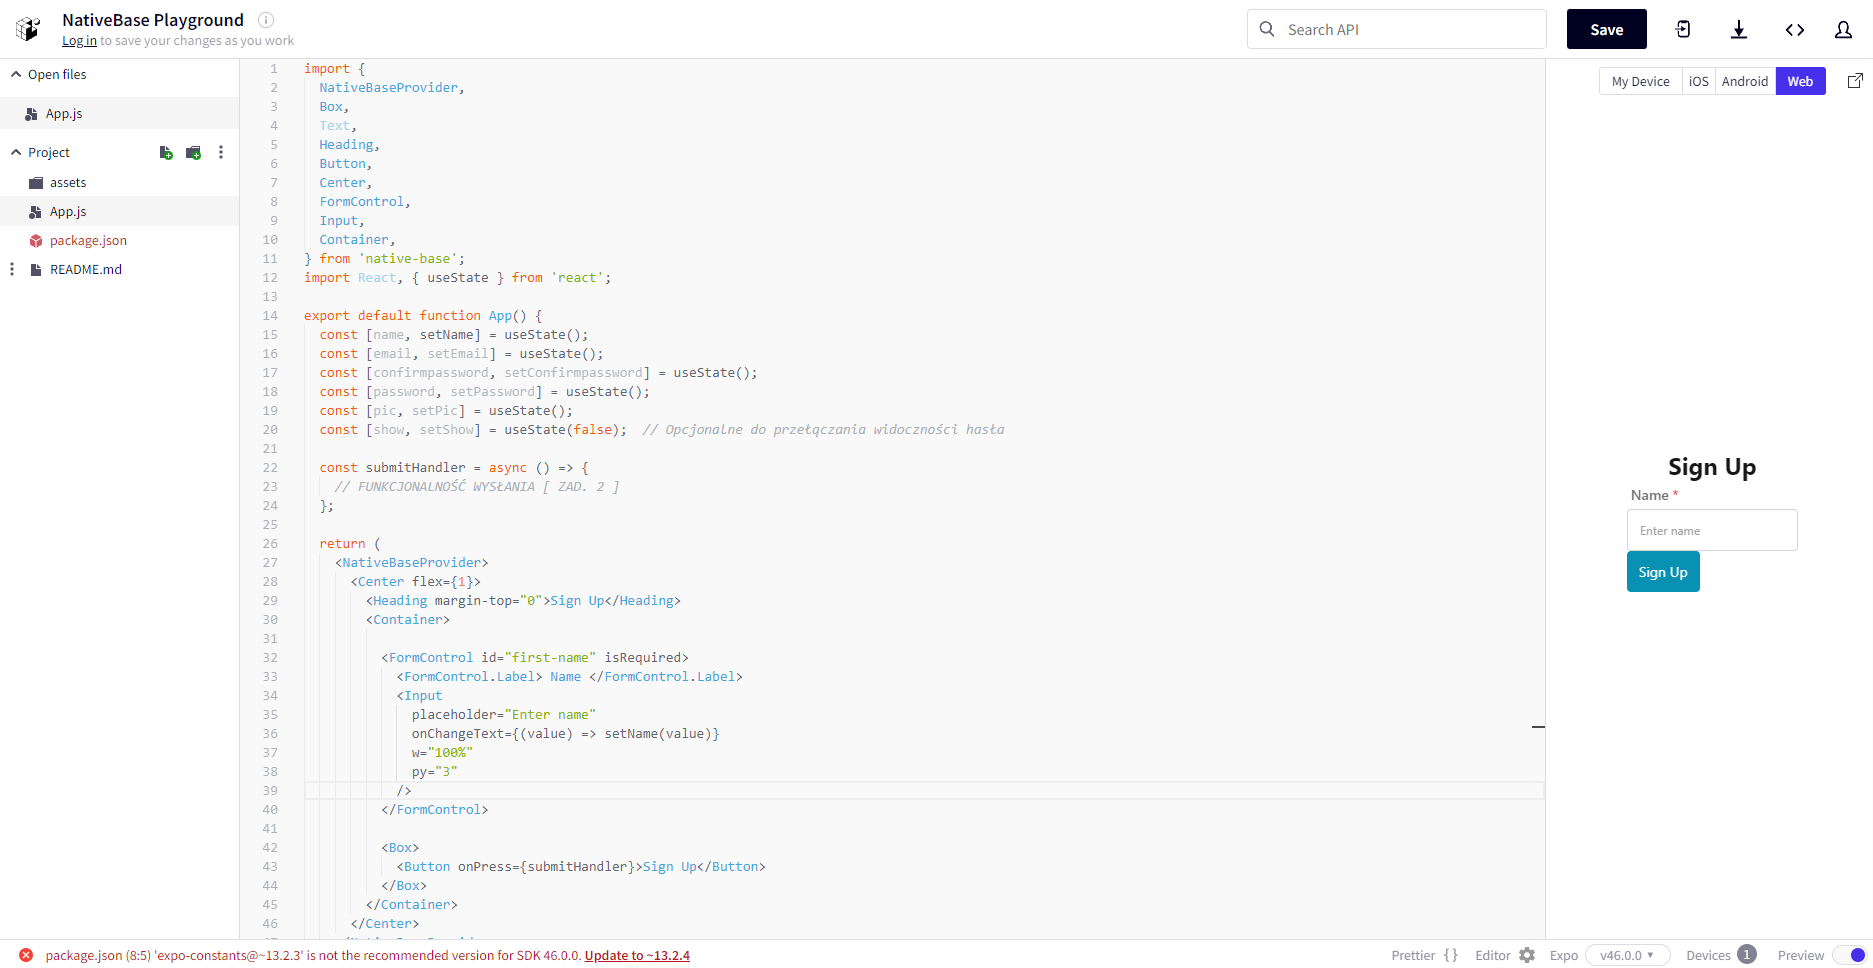 NativeBase Playground
Log in to save your changes as you work
Search API
Save
Open files
App.js
Project
assets
App.js
package.json
README.md
1 import {
2 NativeBaseProvider,
3 Box,
4 Text,
5 Heading,
6 Button,
7 Center,
8 FormControl,
9 Input,
10 Container,
11 } from 'native-base';
12 import React, { useState } from 'react';
13
14 export default function App() {
15 const [name, setName] = useState();
16 const [email, setEmail] = useState();
17 const [confirmpassword, setConfirmpassword] = useState();
18 const [password, setPassword] = useState();
19 const [pic, setPic] = useState();
20 const [show, setShow] = useState(false); // Opcjonalne do przełączania widoczności hasła
21
22 const submitHandler = async () => {
23 // FUNKCJONALNOŚĆ WYSŁANIA [ ZAD. 2 ]
24 };
25
26 return (
27 <NativeBaseProvider>
28 <Center flex={1}>
29 <Heading margin-top="0">Sign Up</Heading>
30 <Container>
31
32 <FormControl id="first-name" isRequired>
33 <FormControl.Label> Name </FormControl.Label>
34 <Input
35 placeholder="Enter name"
36 onChangeText={(value) => setName(value)}
37 w="100%"
38 py="3"
39 />
40 </FormControl>
41
42 <Box>
43 <Button onPress={submitHandler}>Sign Up</Button>
44 </Box>
45 </Container>
46 </Center>
My Device iOS Android Web
Sign Up
Name *
Enter name
Sign Up
package.json (8:5) 'expo-constants@~13.2.3' is not the recommended version for SDK 46.0.0. Update to ~13.2.4
Prettier {} Editor Expo v46.0.0 Devices 1 Preview